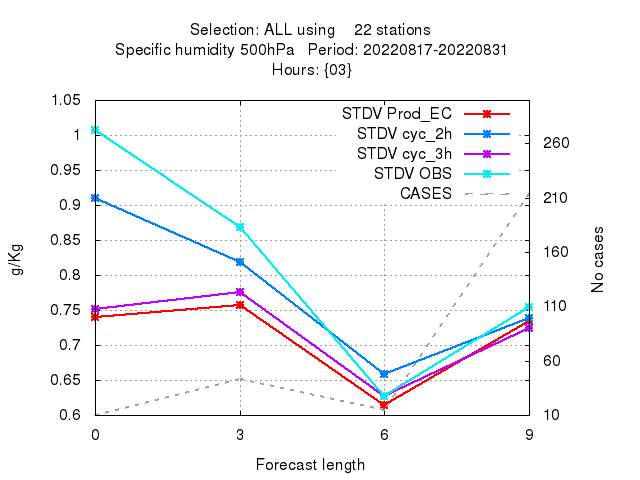 Selection: ALL using    22 stations
Specific humidity 500hPa   Period: 20220817-20220831
Hours: {03}
STDV Prod_EC
STDV cyc_2h
STDV cyc_3h
STDV OBS
CASES
1.05
1
0.95
0.9
0.85
0.8
0.75
0.7
0.65
0.6
g/Kg
260
210
160
110
60
10
No cases
0 3 6 9
Forecast length